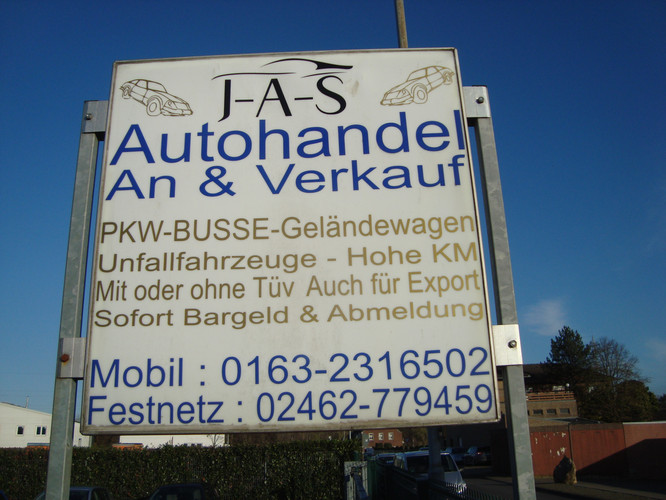 J-A-S
Autohandel
An & Verkauf
PKW-BUSSE-Geländewagen
Unfallfahrzeuge - Hohe KM
Mit oder ohne Tüv Auch für Export
Sofort Bargeld & Abmeldung
Mobil : 0163-2316502
Festnetz : 02462-779459